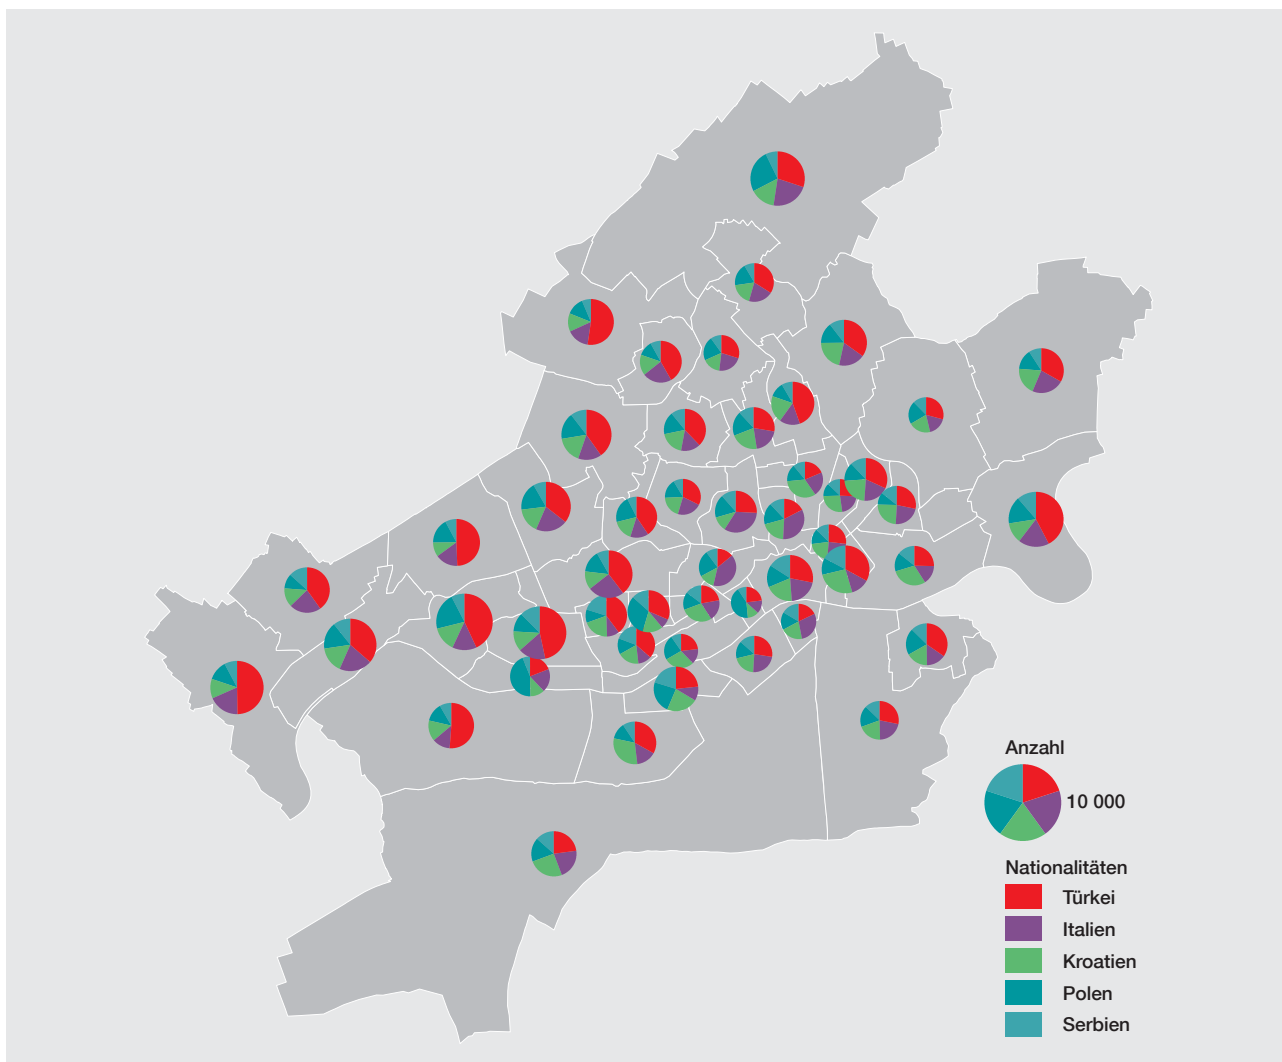 Anzahl
10 000
Nationalitäten
Türkei
Italien
Kroatien
Polen
Serbien